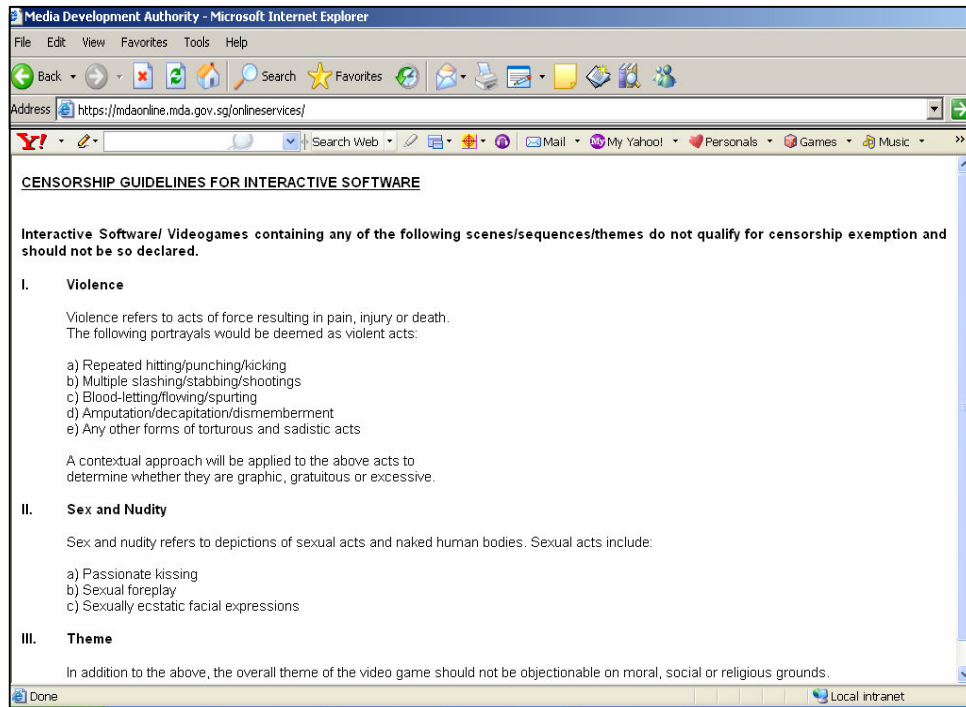 Media Development Authority - Microsoft Internet Explorer
File Edit View Favorites Tools Help
Back Search Favorites
Address https://mdaonline.mda.gov.sg/onlineservices/
Y! Search Web Mail My Yahoo! Personals Games Music »
CENSORSHIP GUIDELINES FOR INTERACTIVE SOFTWARE
Interactive Software/ Videogames containing any of the following scenes/sequences/themes do not qualify for censorship exemption and
should not be so declared.
I. Violence
Violence refers to acts of force resulting in pain, injury or death.
The following portrayals would be deemed as violent acts:
a) Repeated hitting/punching/kicking
b) Multiple slashing/stabbing/shootings
c) Blood-letting/flowing/spurting
d) Amputation/decapitation/dismemberment
e) Any other forms of torturous and sadistic acts
A contextual approach will be applied to the above acts to
determine whether they are graphic, gratuitous or excessive.
II. Sex and Nudity
Sex and nudity refers to depictions of sexual acts and naked human bodies. Sexual acts include:
a) Passionate kissing
b) Sexual foreplay
c) Sexually ecstatic facial expressions
III. Theme
In addition to the above, the overall theme of the video game should not be objectionable on moral, social or religious grounds.
Done Local intranet